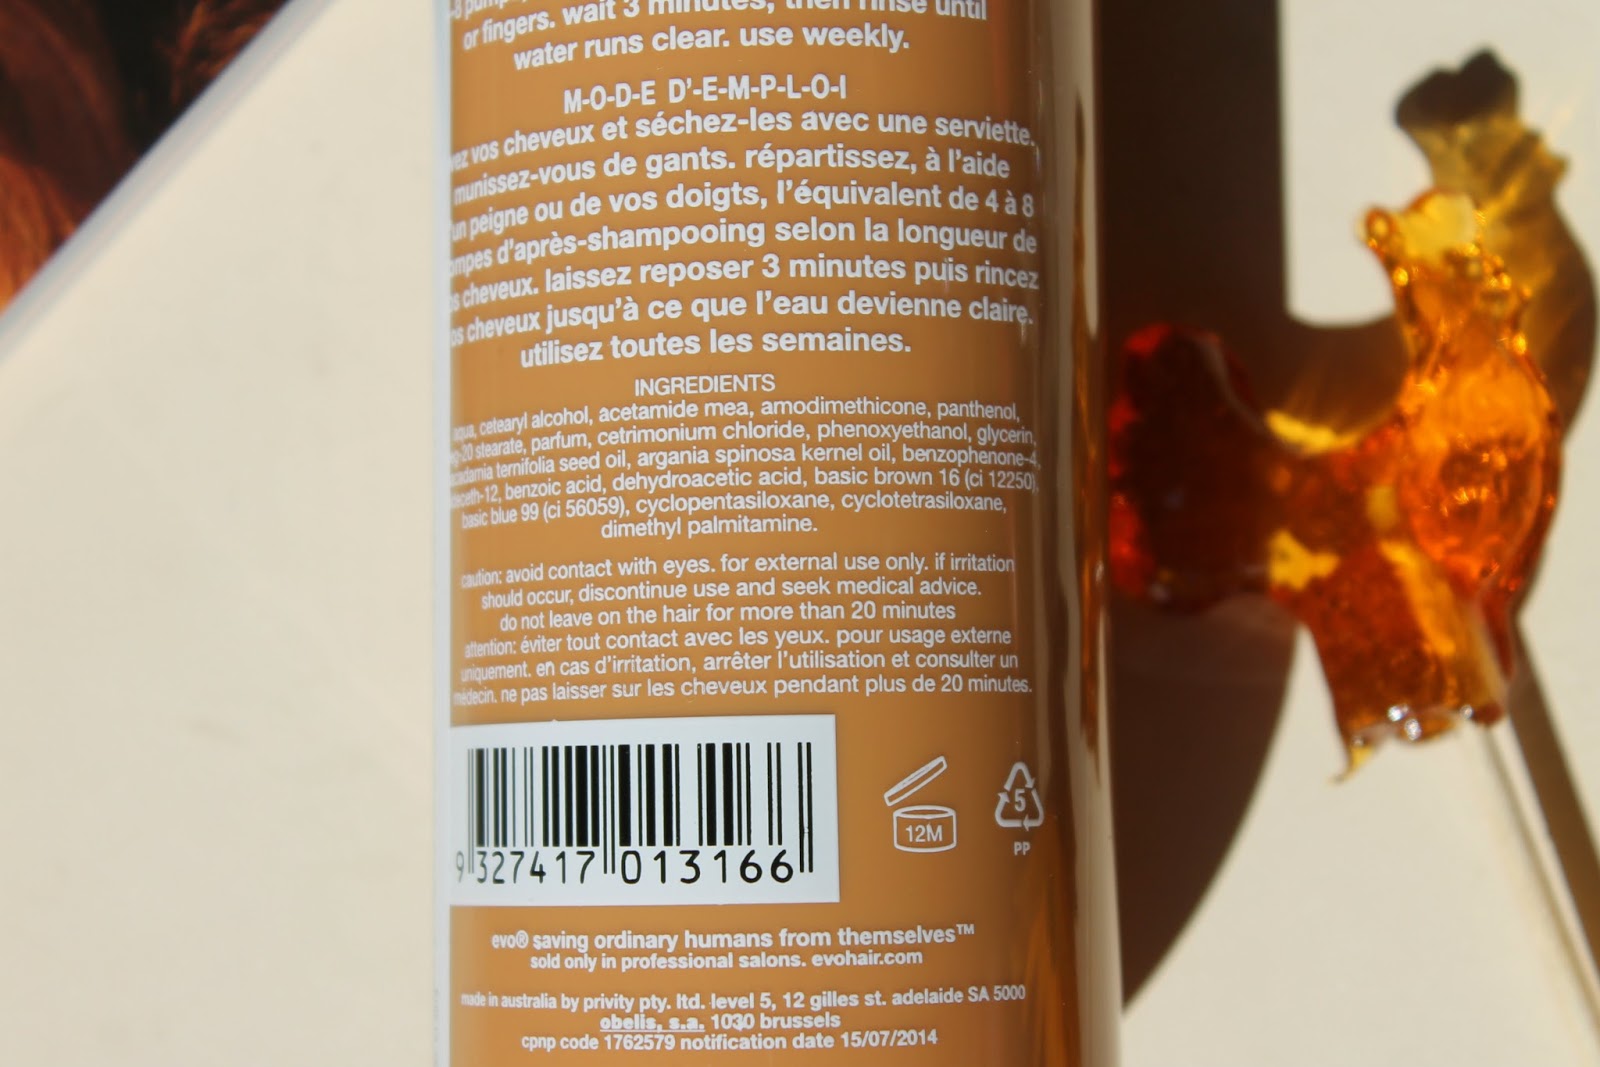 -8 pump, then rinse until
or fingers. wait 3 minutes,
water runs clear. use weekly.
M-O-D-E D'-E-M-P-L-O-I
vos cheveux et séchez-les avec une serviette.
munissez-vous de gants. répartissez, à l'aide
un peigne ou de vos doigts, l'équivalent de 4 à 8
d'après-shampooing selon la longueur de
cheveux. laissez reposer 3 minutes puis rincez
cheveux jusqu'à ce que l'eau devienne claire.
utilisez toutes les semaines.
INGREDIENTS
aqua, cetearyl alcohol, acetamide mea, amodimethicone, panthenol,
-20 stearate, parfum, cetrimonium chloride, phenoxyethanol, glycerin,
ternifolia seed oil, argania spinosa kernel oil, benzophenone-4,
benzoic acid, dehydroacetic acid, basic brown 16 (ci 12250),
basic blue 99 (ci 56059), cyclopentasiloxane, cyclotetrasiloxane,
dimethyl palmitamine.
caution: avoid contact with eyes. for external use only. if irritation
should occur, discontinue use and seek medical advice.
do not leave on the hair for more than 20 minutes
attention: éviter tout contact avec les yeux. pour usage externe
uniquement. en cas d'irritation, arrêter l'utilisation et consulter un
médecin. ne pas laisser sur les cheveux pendant plus de 20 minutes.
9 327417 013166
12M
5
PP
evo® saving ordinary humans from themselves™
sold only in professional salons. evohair.com
made in australia by privity pty. ltd. level 5, 12 gilles st. adelaide SA 5000
obelis, s.a. 1030 brussels
cpnp code 1762579 notification date 15/07/2014